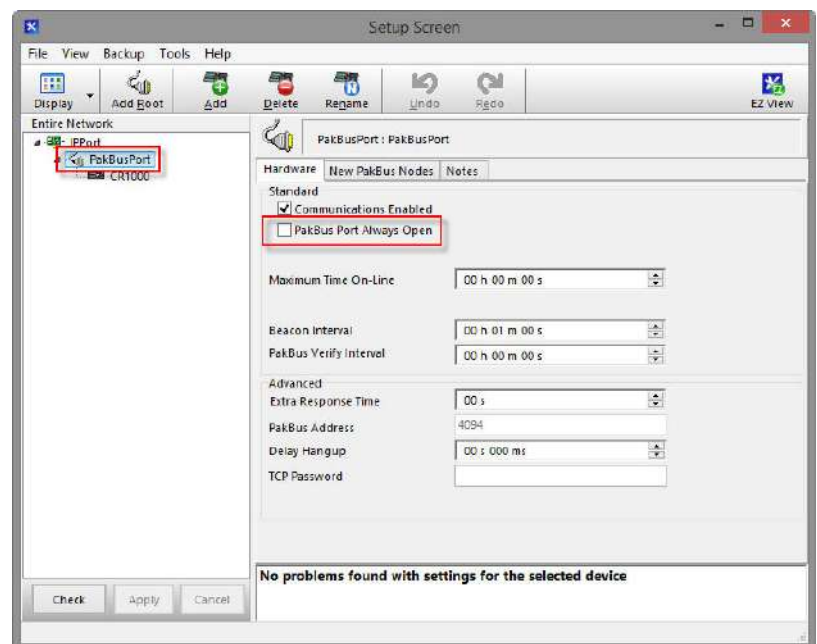 Setup Screen
File View Backup Tools Help
Display Add Root Add Delete Rename Undo Redo EZ View
Entire Network
IPPort
PakBusPort
CR1000
PakBusPort : PakBusPort
Hardware New PakBus Nodes Notes
Standard
Communications Enabled
PakBus Port Always Open
Maximum Time On-Line 00 h 00 m 00 s
Beacon Interval 00 h 01 m 00 s
PakBus Verify Interval 00 h 00 m 00 s
Advanced
Extra Response Time 00 s
PakBus Address 4094
Delay Hangup 00 s 000 ms
TCP Password
No problems found with settings for the selected device
Check Apply Cancel